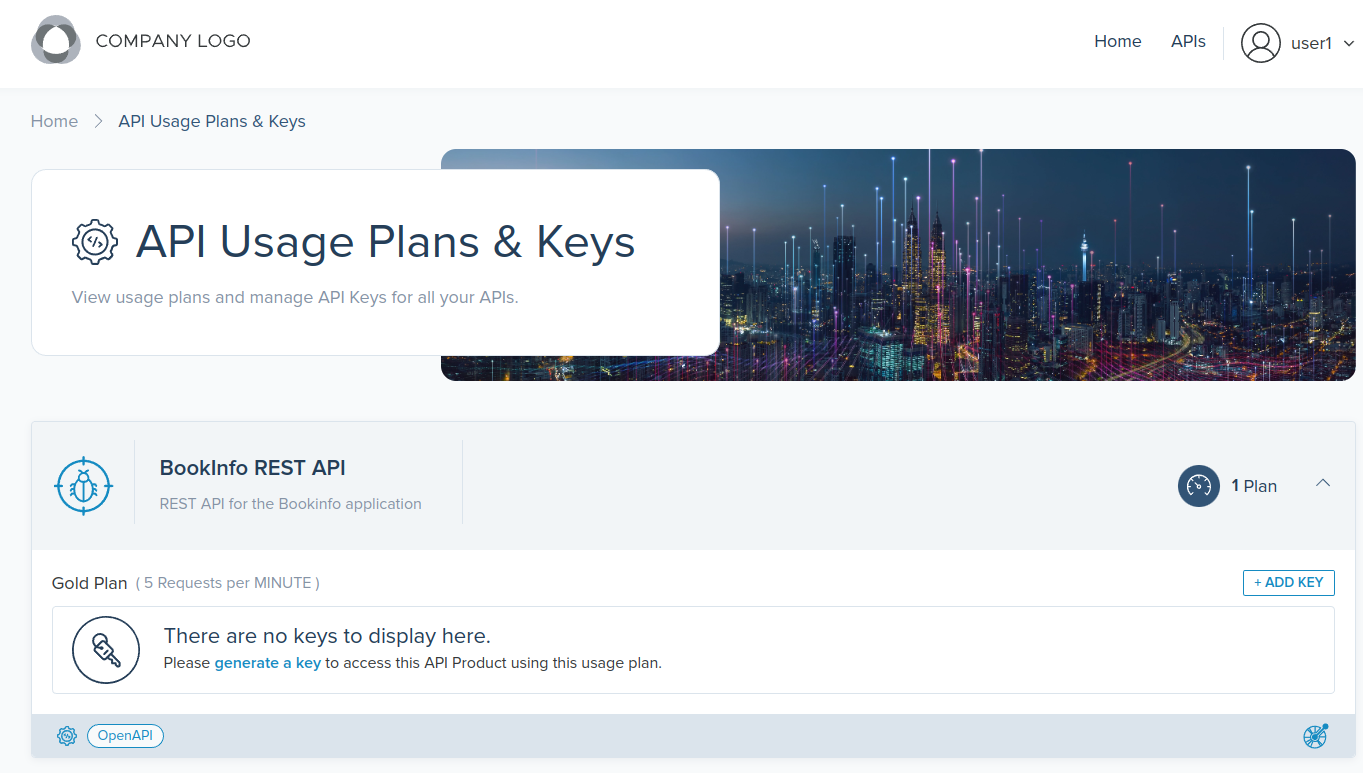 COMPANY LOGO
Home APIs user1
Home API Usage Plans & Keys
API Usage Plans & Keys
View usage plans and manage API Keys for all your APIs.
BookInfo REST API
REST API for the Bookinfo application
1 Plan
Gold Plan ( 5 Requests per MINUTE )
+ ADD KEY
There are no keys to display here.
Please generate a key to access this API Product using this usage plan.
OpenAPI